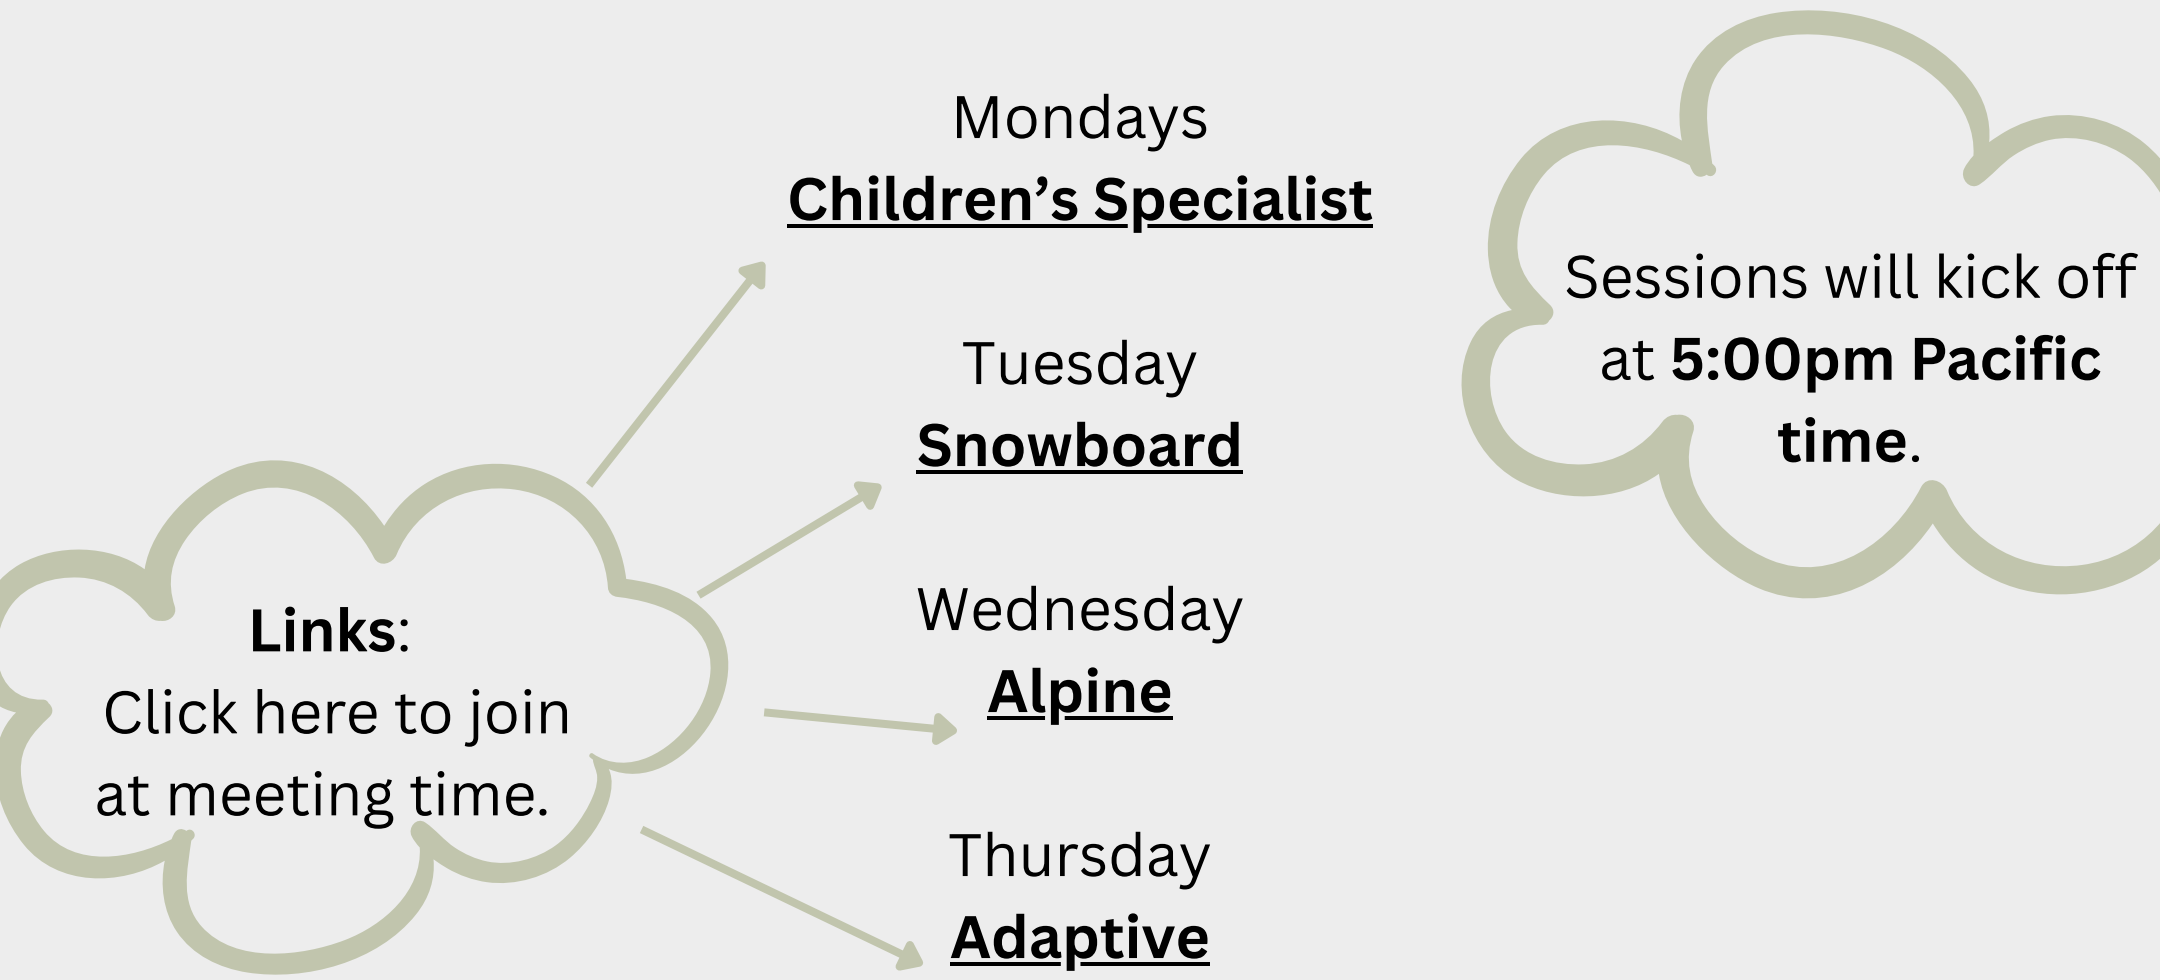 Mondays
Children’s Specialist
Tuesday
Snowboard
Wednesday
Alpine
Thursday
Adaptive
Links:
Click here to join
at meeting time.
Sessions will kick off
at 5:00pm Pacific
time.